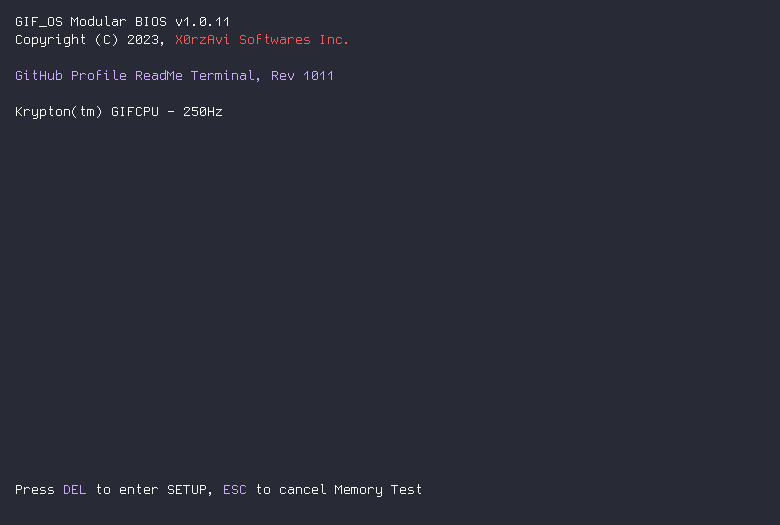 GIF_OS Modular BIOS v1.0.11
Copyright (C) 2023, X0rzAvi Softwares Inc.
GitHub Profile ReadMe Terminal, Rev 1011
Krypton(tm) GIFCPU - 250Hz
Press DEL to enter SETUP, ESC to cancel Memory Test